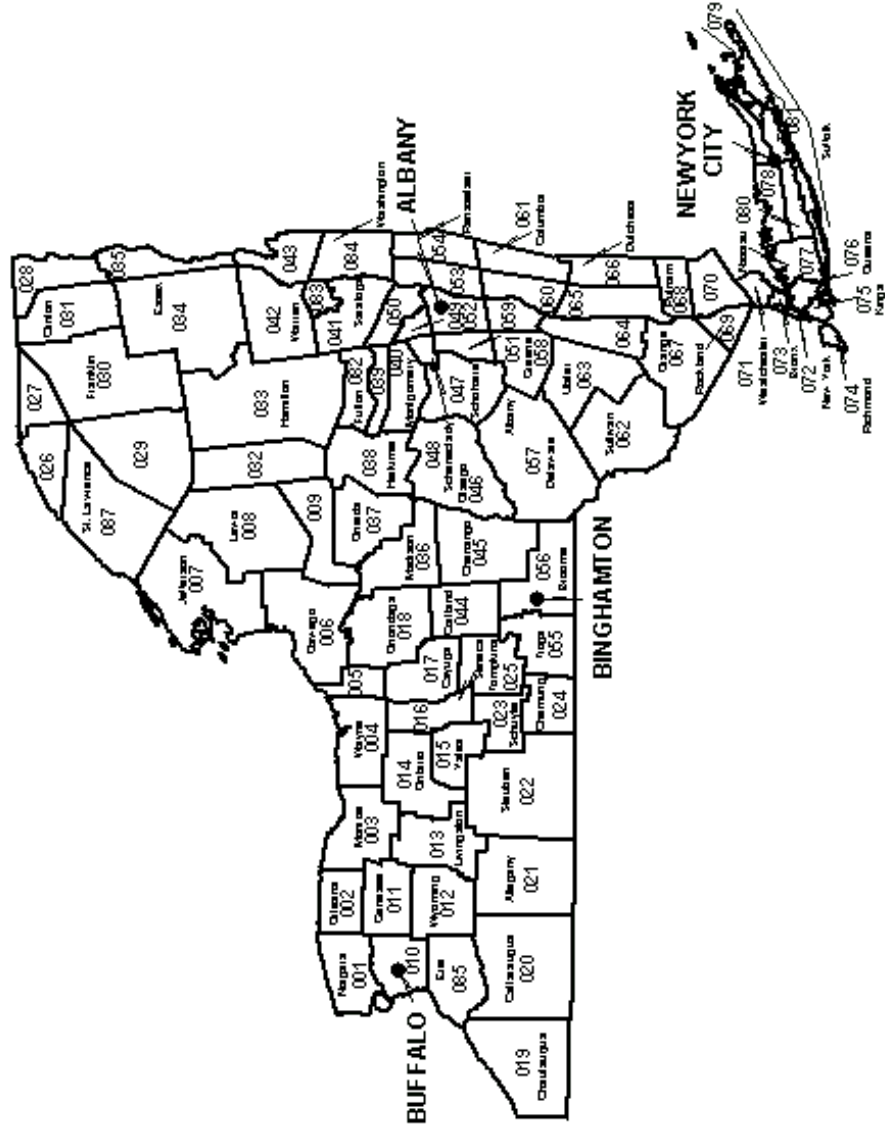 079
NEWYORK
CITY
081
Suffolk
078
080
Nassau
077
076
Queens
075
Kings
074
Richmond
New York
072
Bronx
073
Westchester
071
069
Rockland
070
Putnam
068
Orange
067
Dutchess
066
065
064
Ulster
063
Sullivan
062
Columbia
061
060
Greene
058
059
051
Rensselaer
054
053
ALBANY
049
052
Albany
Schoharie
047
Schenectady
048
Otsego
046
Delaware
057
Washington
084
043
Saratoga
050
041
083
Warren
042
Montgomery
040
039
Fulton
082
Herkimer
038
Hamilton
033
032
Essex
034
035
028
Clinton
031
Franklin
030
027
026
029
St. Lawrence
087
Jefferson
007
Lewis
008
009
Oneida
037
Madison
036
Chenango
045
Broome
056
BINGHAMTON
Oswego
006
005
Onondaga
018
Cortland
044
Cayuga
017
Seneca
016
Tompkins
025
Tioga
055
Chemung
024
Schuyler
023
Wayne
004
Ontario
014
Yates
015
Steuben
022
Monroe
003
Livingston
013
Allegany
021
Orleans
002
Genesee
011
Wyoming
012
Niagara
001
010
BUFFALO
Erie
085
Cattaraugus
020
Chautauqua
019